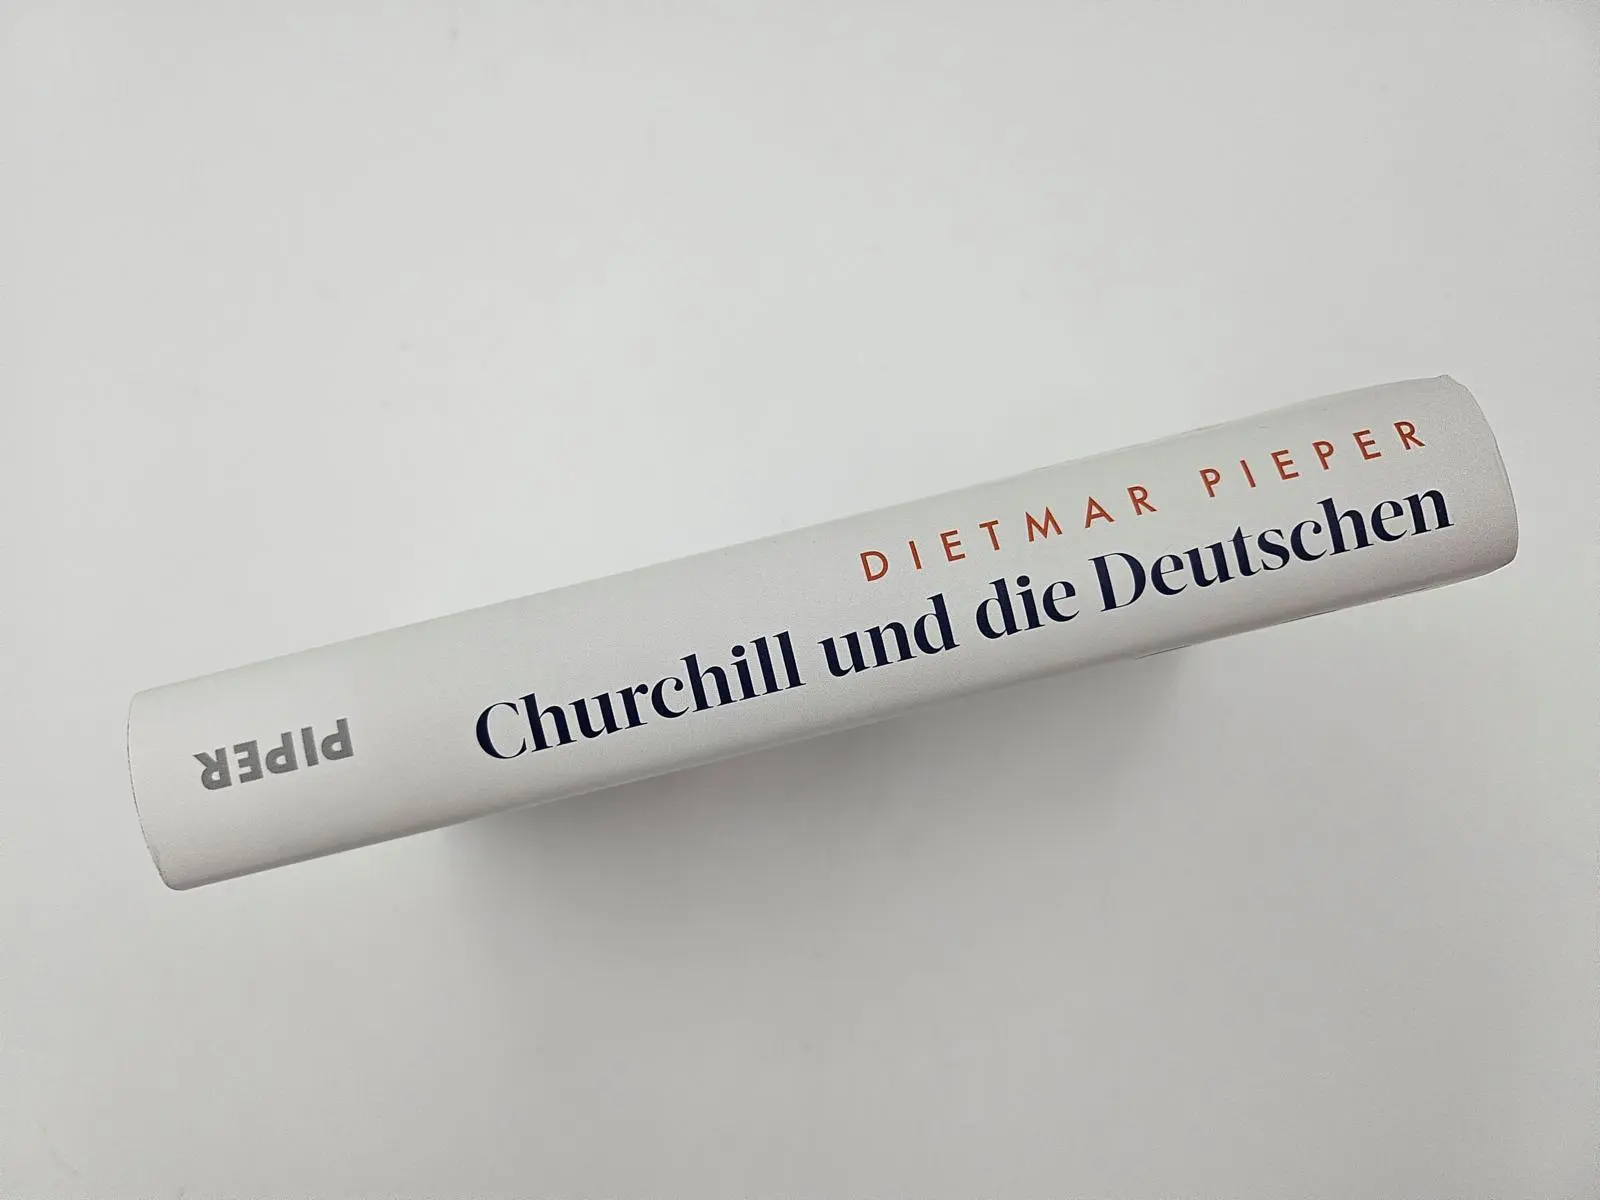 DIETMAR PIEPER
Churchill und die Deutschen
PIPER